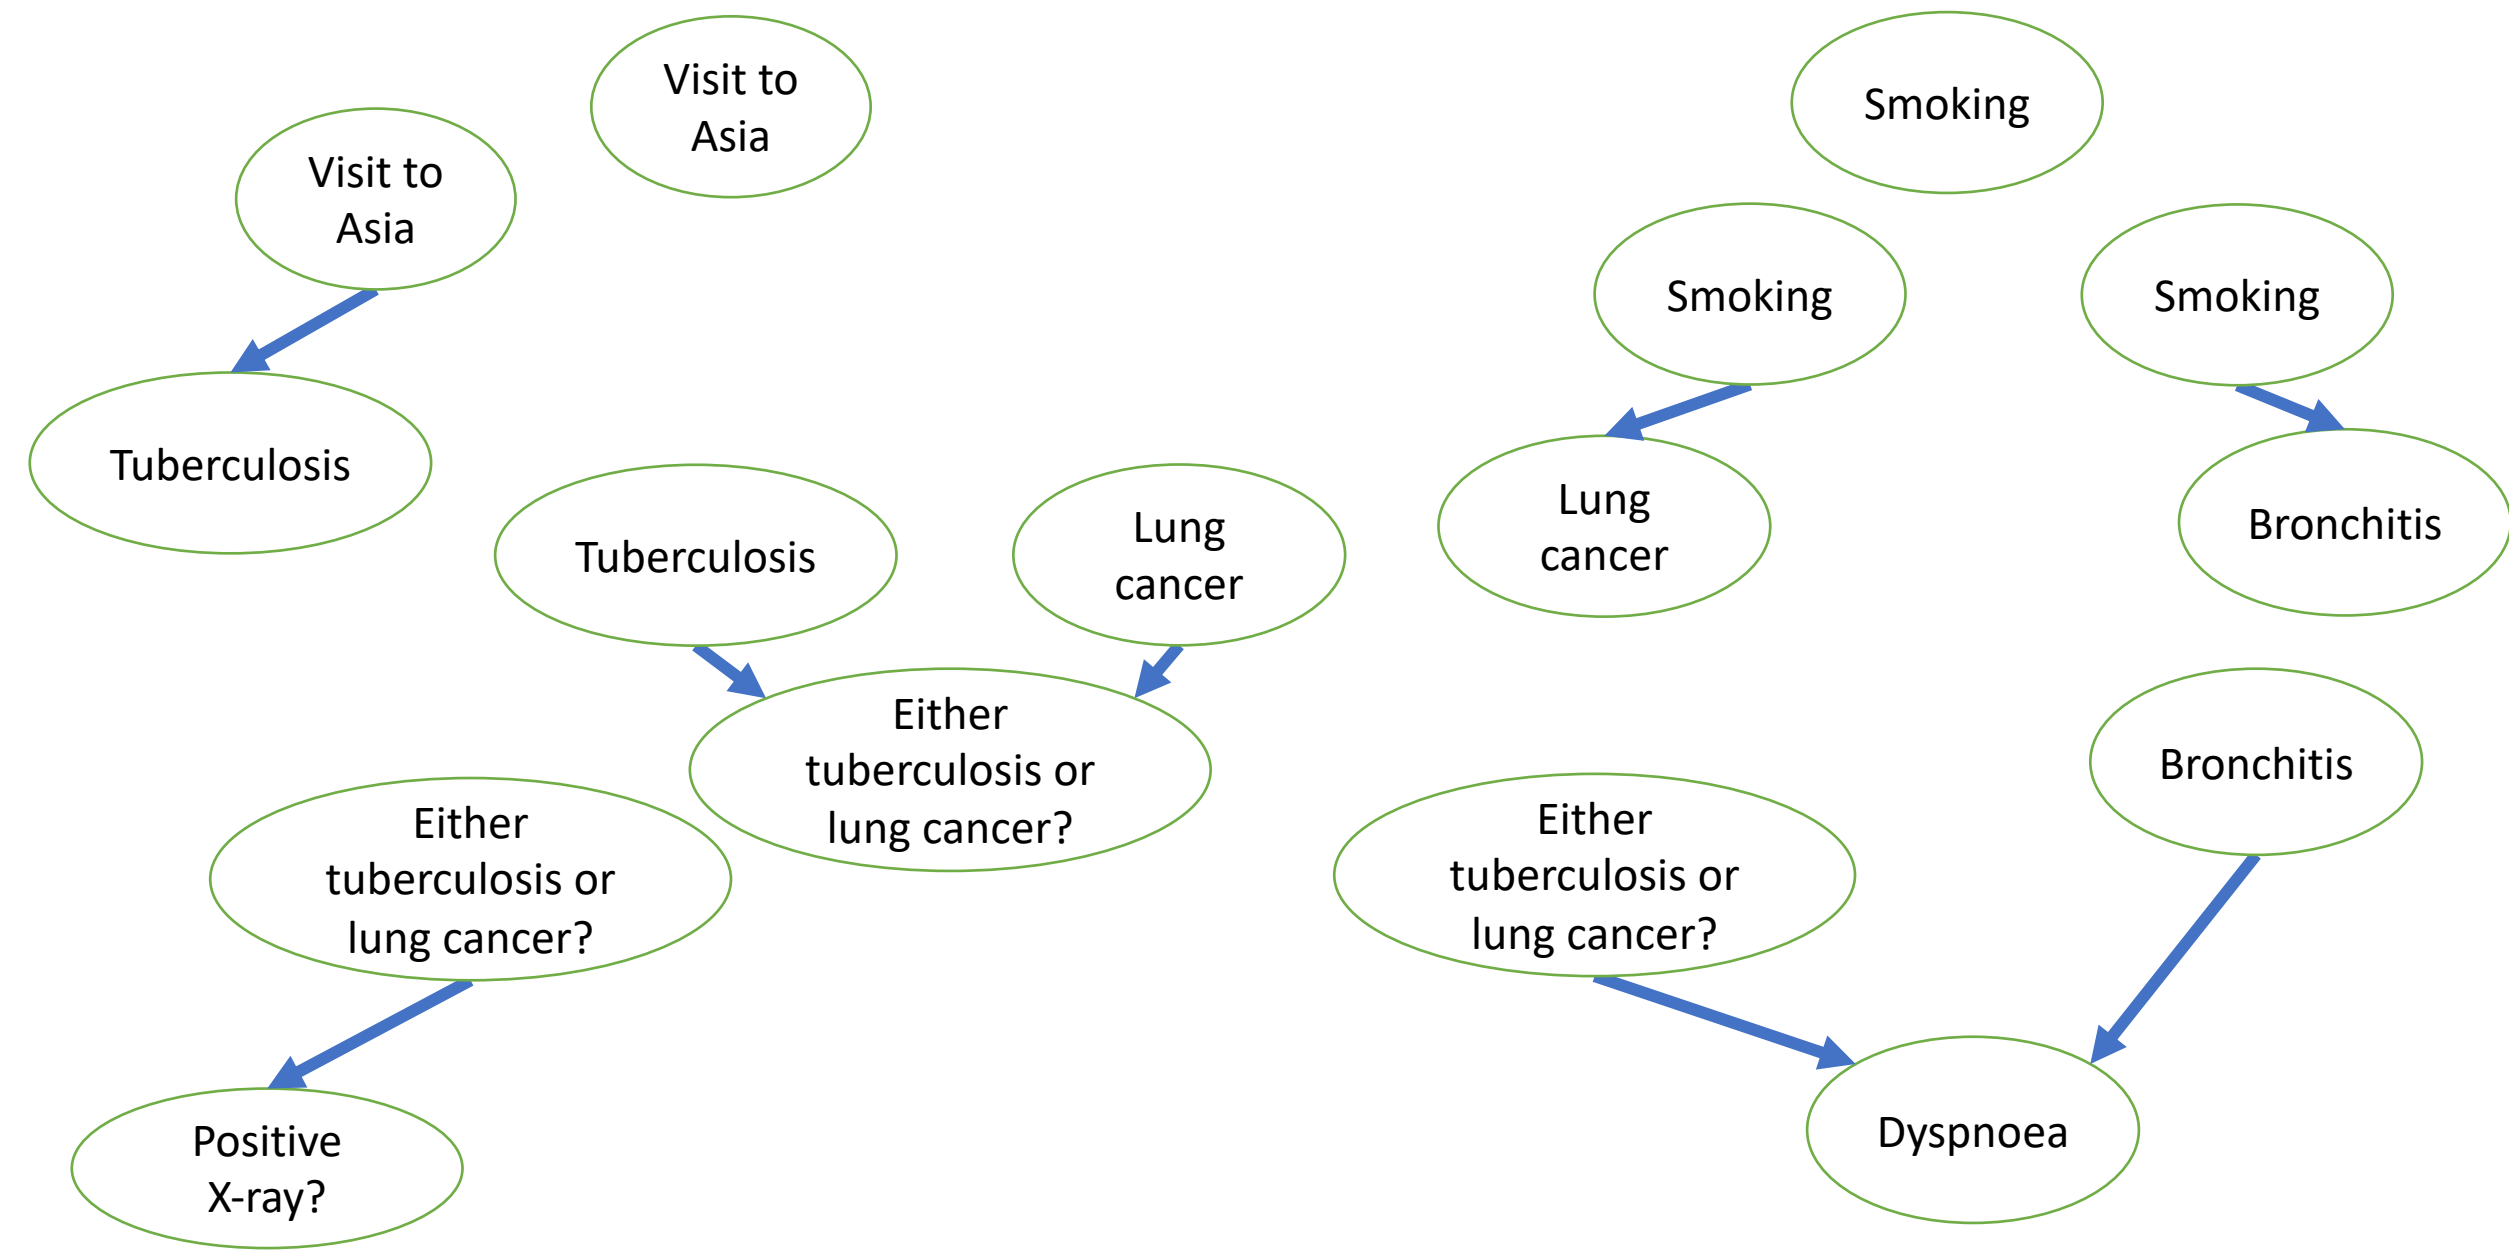 Visit to
Asia
Visit to
Asia
Smoking
Smoking
Smoking
Tuberculosis
Tuberculosis
Lung
cancer
Lung
cancer
Bronchitis
Either
tuberculosis or
lung cancer?
Either
tuberculosis or
lung cancer?
Either
tuberculosis or
lung cancer?
Bronchitis
Positive
X-ray?
Dyspnoea